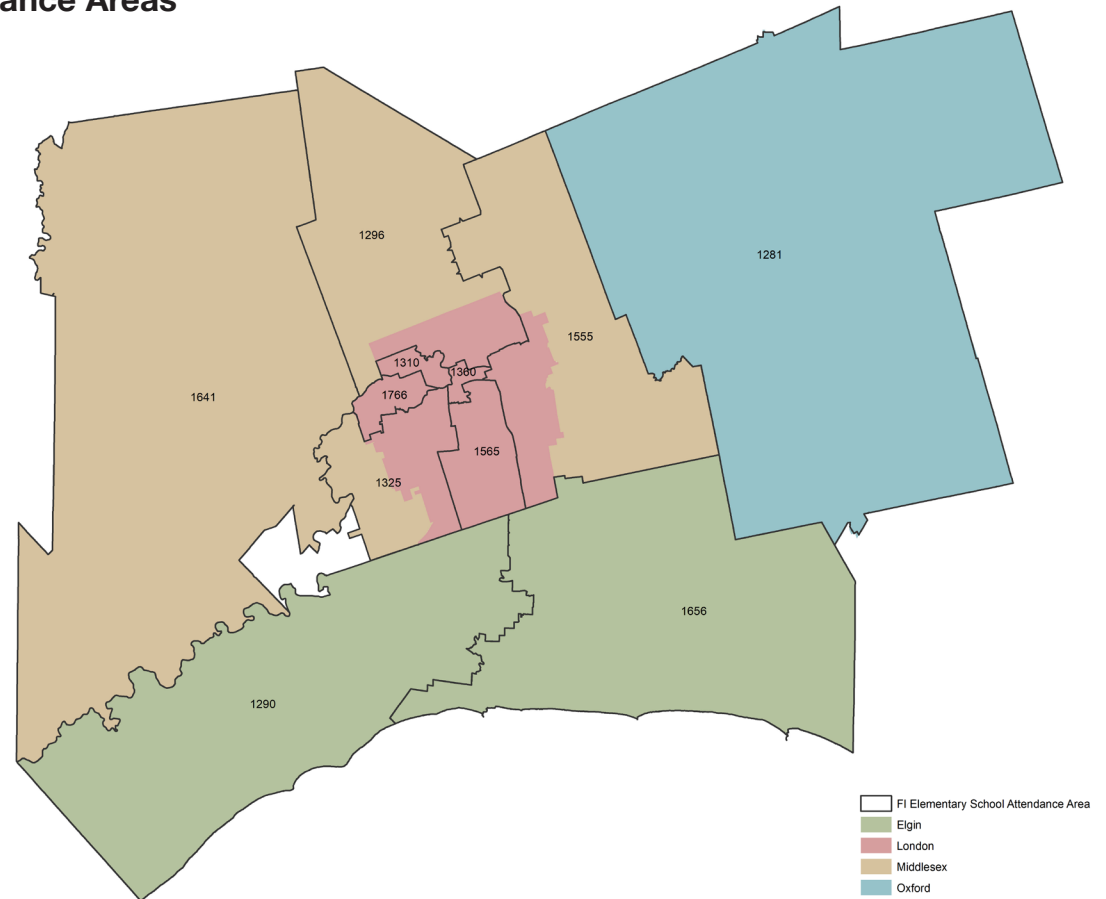 ance Areas
1296
1281
1555
1310
1360
1766
1641
1565
1325
1656
1290
FI Elementary School Attendance Area
Elgin
London
Middlesex
Oxford